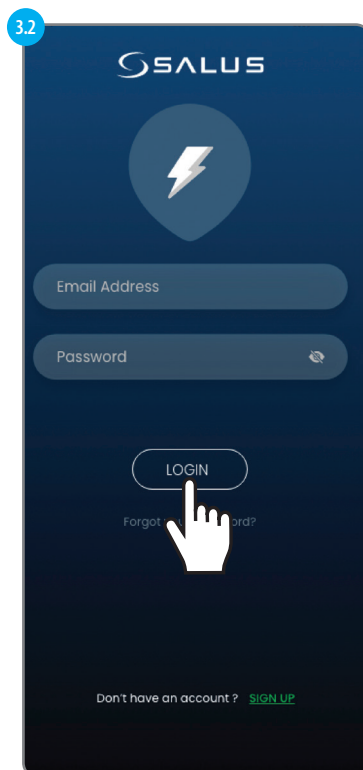 3.2
SALUS
Email Address
Password
LOGIN
Forgot ord?
Don't have an account ? SIGN UP